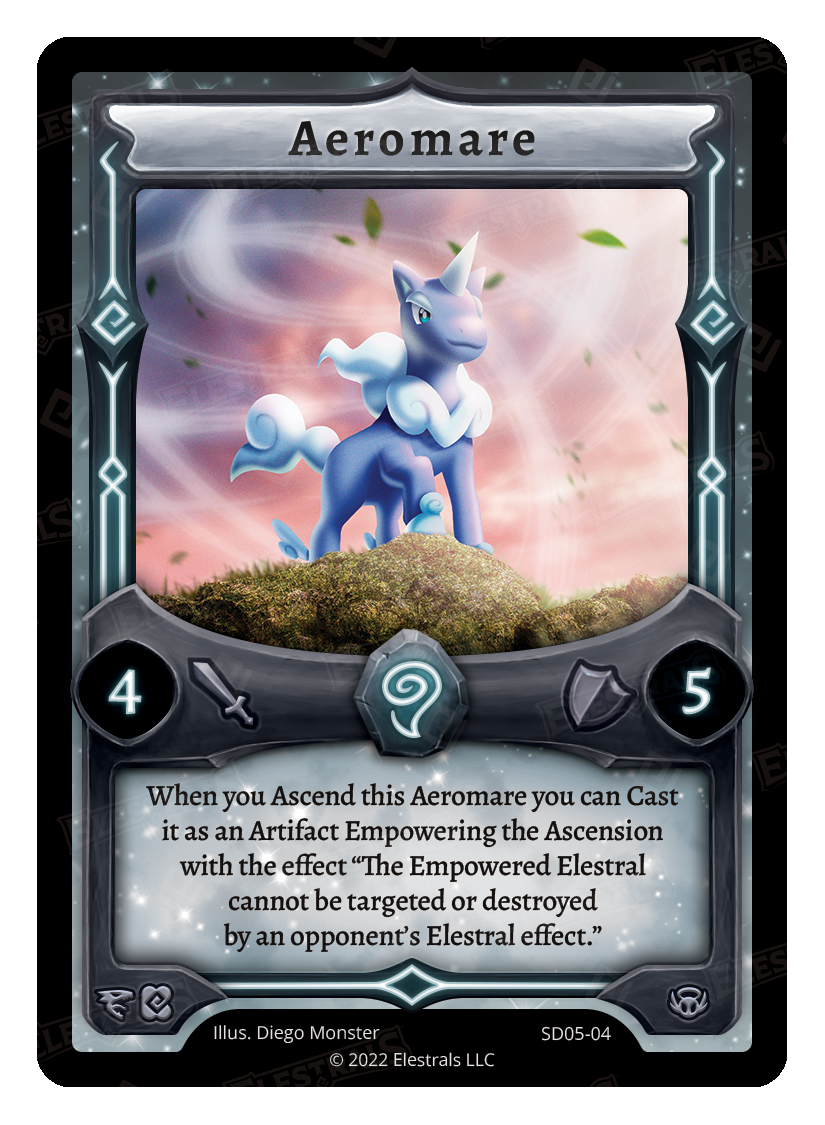 Aeromare
4
5
When you Ascend this Aeromare you can Cast
it as an Artifact Empowering the Ascension
with the effect “The Empowered Elestral
cannot be targeted or destroyed
by an opponent’s Elestral effect.”
Illus. Diego Monster
SD05-04
© 2022 Elestrals LLC